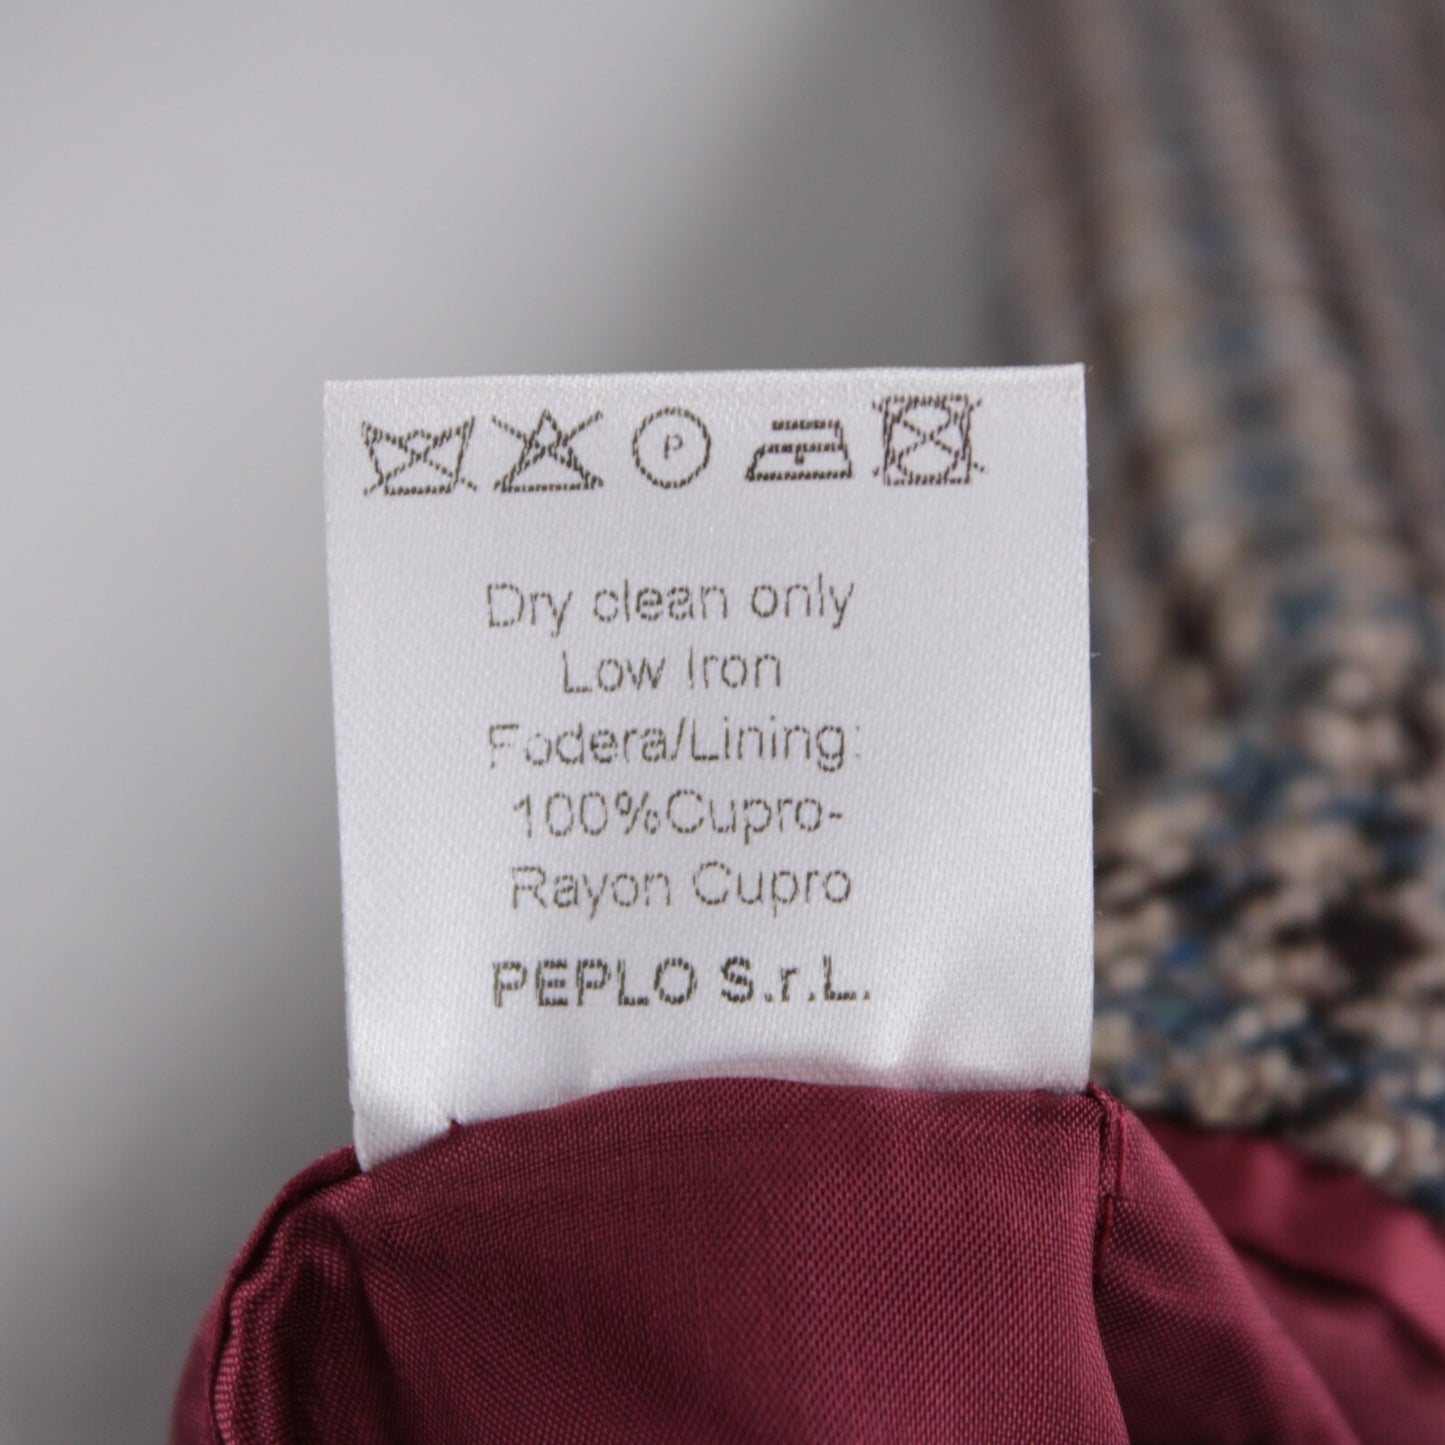 P
Dry clean only
Low Iron
Fodera/Lining:
100%Cupro-
Rayon Cupro
PEPLO S.r.L.